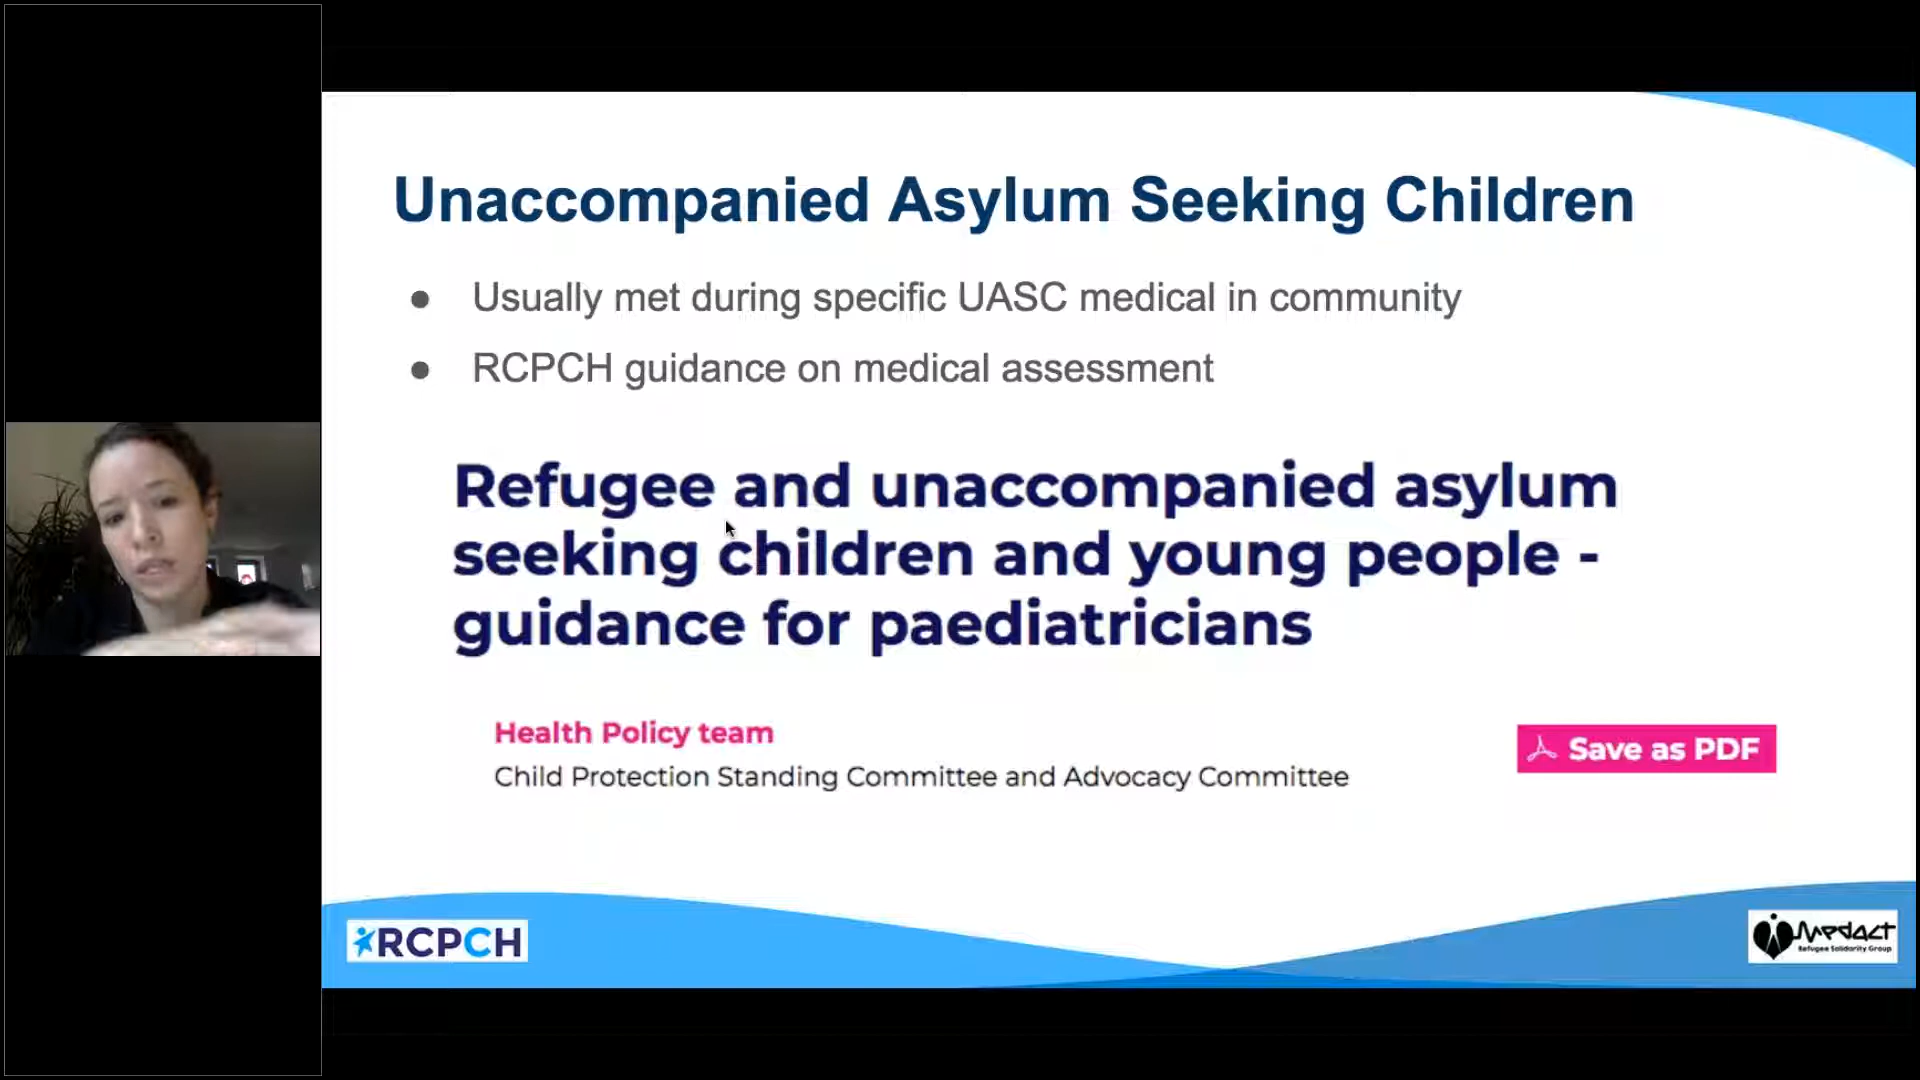 Unaccompanied Asylum Seeking Children
● Usually met during specific UASC medical in community
● RCPCH guidance on medical assessment
Refugee and unaccompanied asylum
seeking children and young people -
guidance for paediatricians
Health Policy team
Child Protection Standing Committee and Advocacy Committee
Save as PDF
RCPCH
Medact
Refugee Solidarity Group